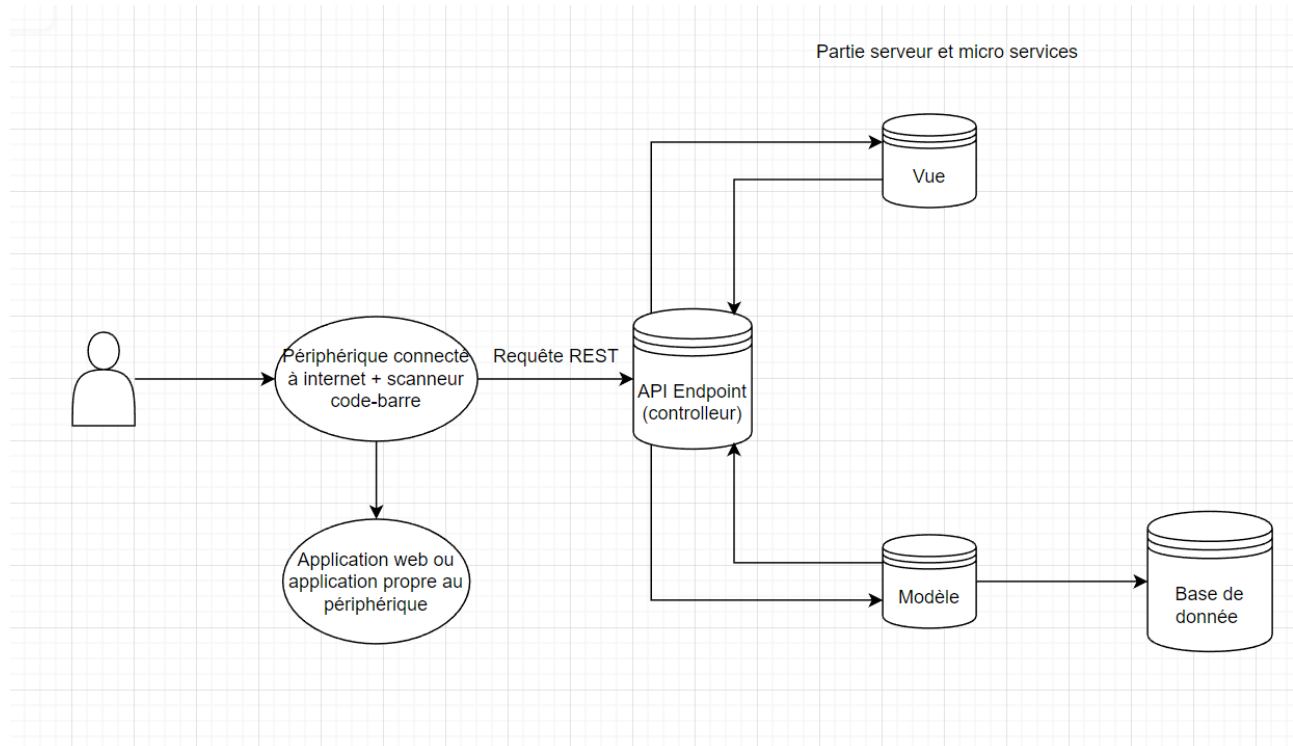 Partie serveur et micro services
Vue
Périphérique connecté
à internet + scanneur
code-barre
Requête REST
API Endpoint
(controlleur)
Application web ou
application propre au
périphérique
Modèle
Base de
donnée